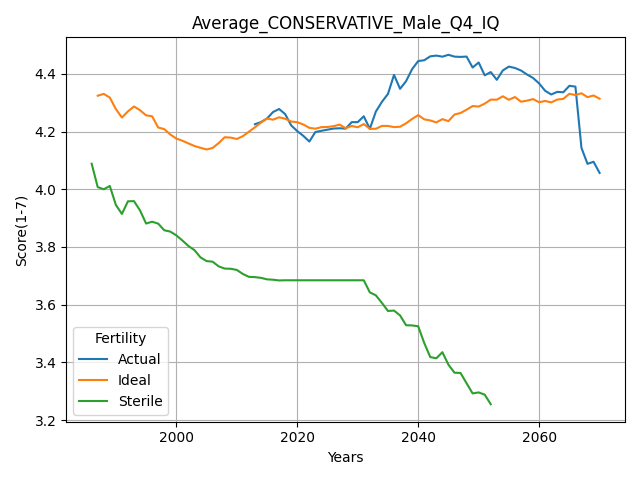 Average_CONSERVATIVE_Male_Q4_IQ
Score(1-7)
4.4
4.2
4.0
3.8
3.6
3.4
3.2
Fertility
Actual
Ideal
Sterile
2000
2020
2040
2060
Years